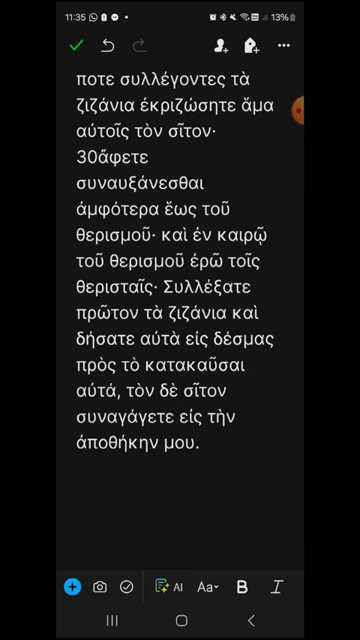 11:35 13%
ποτε συλλέγοντες τὰ
ζιζάνια ἐκριζώσητε ἅμα
αὐτοῖς τὸν σῖτον·
30ἄφετε
συναυξάνεσθαι
ἀμφότερα ἕως τοῦ
θερισμοῦ· καὶ ἐν καιρῷ
τοῦ θερισμοῦ ἐρῶ τοῖς
θερισταῖς· Συλλέξατε
πρῶτον τὰ ζιζάνια καὶ
δήσατε αὐτὰ εἰς δέσμας
πρὸς τὸ κατακαῦσαι
αὐτά, τὸν δὲ σῖτον
συναγάγετε εἰς τὴν
ἀποθήκην μου.
AI Aa B I